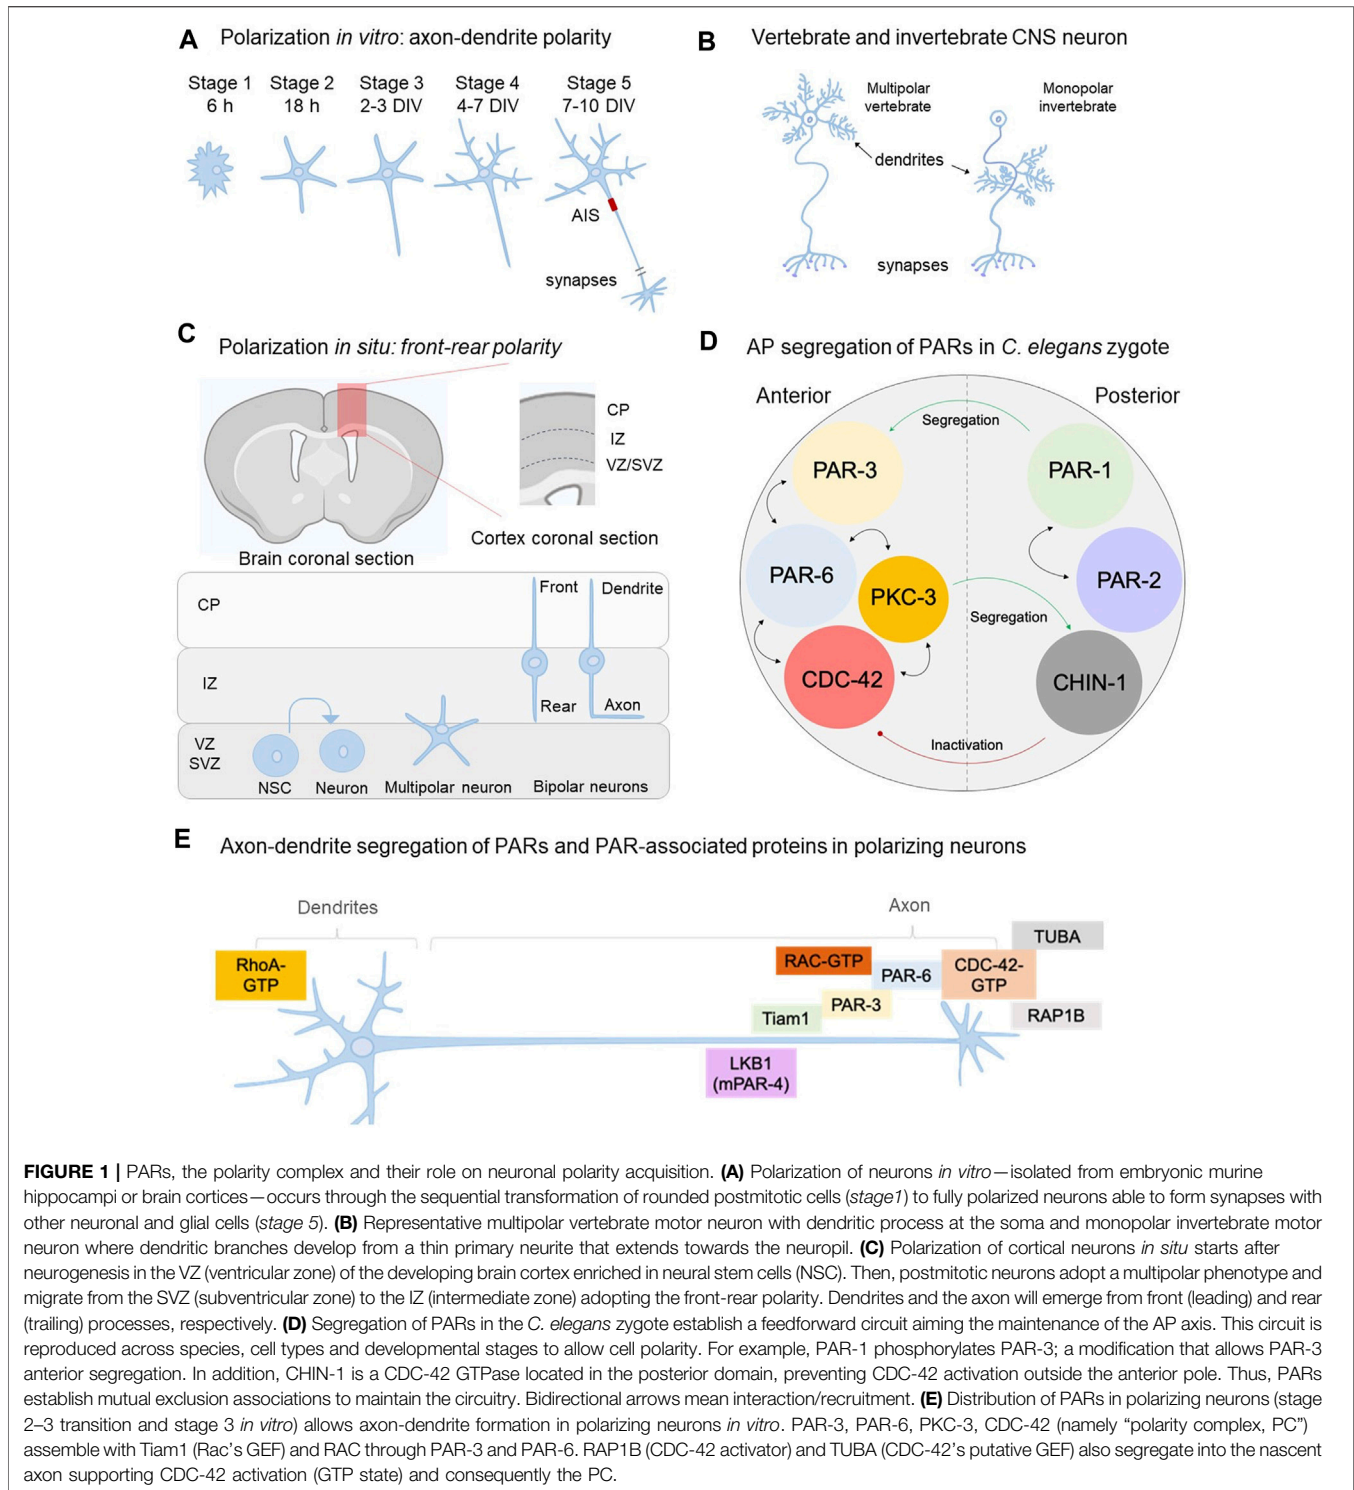 A Polarization in vitro: axon-dendrite polarity
Stage 1 Stage 2 Stage 3 Stage 4 Stage 5
6 h 18 h 2-3 DIV 4-7 DIV 7-10 DIV
AIS
synapses
B Vertebrate and invertebrate CNS neuron
Multipolar
vertebrate
Monopolar
invertebrate
dendrites
synapses
C Polarization in situ: front-rear polarity
CP
IZ
VZ/SVZ
Cortex coronal section
Brain coronal section
CP
Front Dendrite
IZ
Rear Axon
VZ
SVZ
NSC Neuron Multipolar neuron Bipolar neurons
D AP segregation of PARs in C. elegans zygote
Anterior Posterior
Segregation
PAR-3 PAR-1
PAR-6 PKC-3 PAR-2
Segregation
CDC-42 CHIN-1
Inactivation
E Axon-dendrite segregation of PARs and PAR-associated proteins in polarizing neurons
Dendrites Axon
RhoA-
GTP
RAC-GTP
PAR-6
CDC-42-
GTP
TUBA
Tiam1
PAR-3
RAP1B
LKB1
(mPAR-4)
FIGURE 1 | PARs, the polarity complex and their role on neuronal polarity acquisition. (A) Polarization of neurons in vitro—isolated from embryonic murine
hippocampi or brain cortices—occurs through the sequential transformation of rounded postmitotic cells (stage1) to fully polarized neurons able to form synapses with
other neuronal and glial cells (stage 5). (B) Representative multipolar vertebrate motor neuron with dendritic process at the soma and monopolar invertebrate motor
neuron where dendritic branches develop from a thin primary neurite that extends towards the neuropil. (C) Polarization of cortical neurons in situ starts after
neurogenesis in the VZ (ventricular zone) of the developing brain cortex enriched in neural stem cells (NSC). Then, postmitotic neurons adopt a multipolar phenotype and
migrate from the SVZ (subventricular zone) to the IZ (intermediate zone) adopting the front-rear polarity. Dendrites and the axon will emerge from front (leading) and rear
(trailing) processes, respectively. (D) Segregation of PARs in the C. elegans zygote establish a feedforward circuit aiming the maintenance of the AP axis. This circuit is
reproduced across species, cell types and developmental stages to allow cell polarity. For example, PAR-1 phosphorylates PAR-3; a modification that allows PAR-3
anterior segregation. In addition, CHIN-1 is a CDC-42 GTPase located in the posterior domain, preventing CDC-42 activation outside the anterior pole. Thus, PARs
establish mutual exclusion associations to maintain the circuitry. Bidirectional arrows mean interaction/recruitment. (E) Distribution of PARs in polarizing neurons (stage
2–3 transition and stage 3 in vitro) allows axon-dendrite formation in polarizing neurons in vitro. PAR-3, PAR-6, PKC-3, CDC-42 (namely “polarity complex, PC”)
assemble with Tiam1 (Rac’s GEF) and RAC through PAR-3 and PAR-6. RAP1B (CDC-42 activator) and TUBA (CDC-42’s putative GEF) also segregate into the nascent
axon supporting CDC-42 activation (GTP state) and consequently the PC.